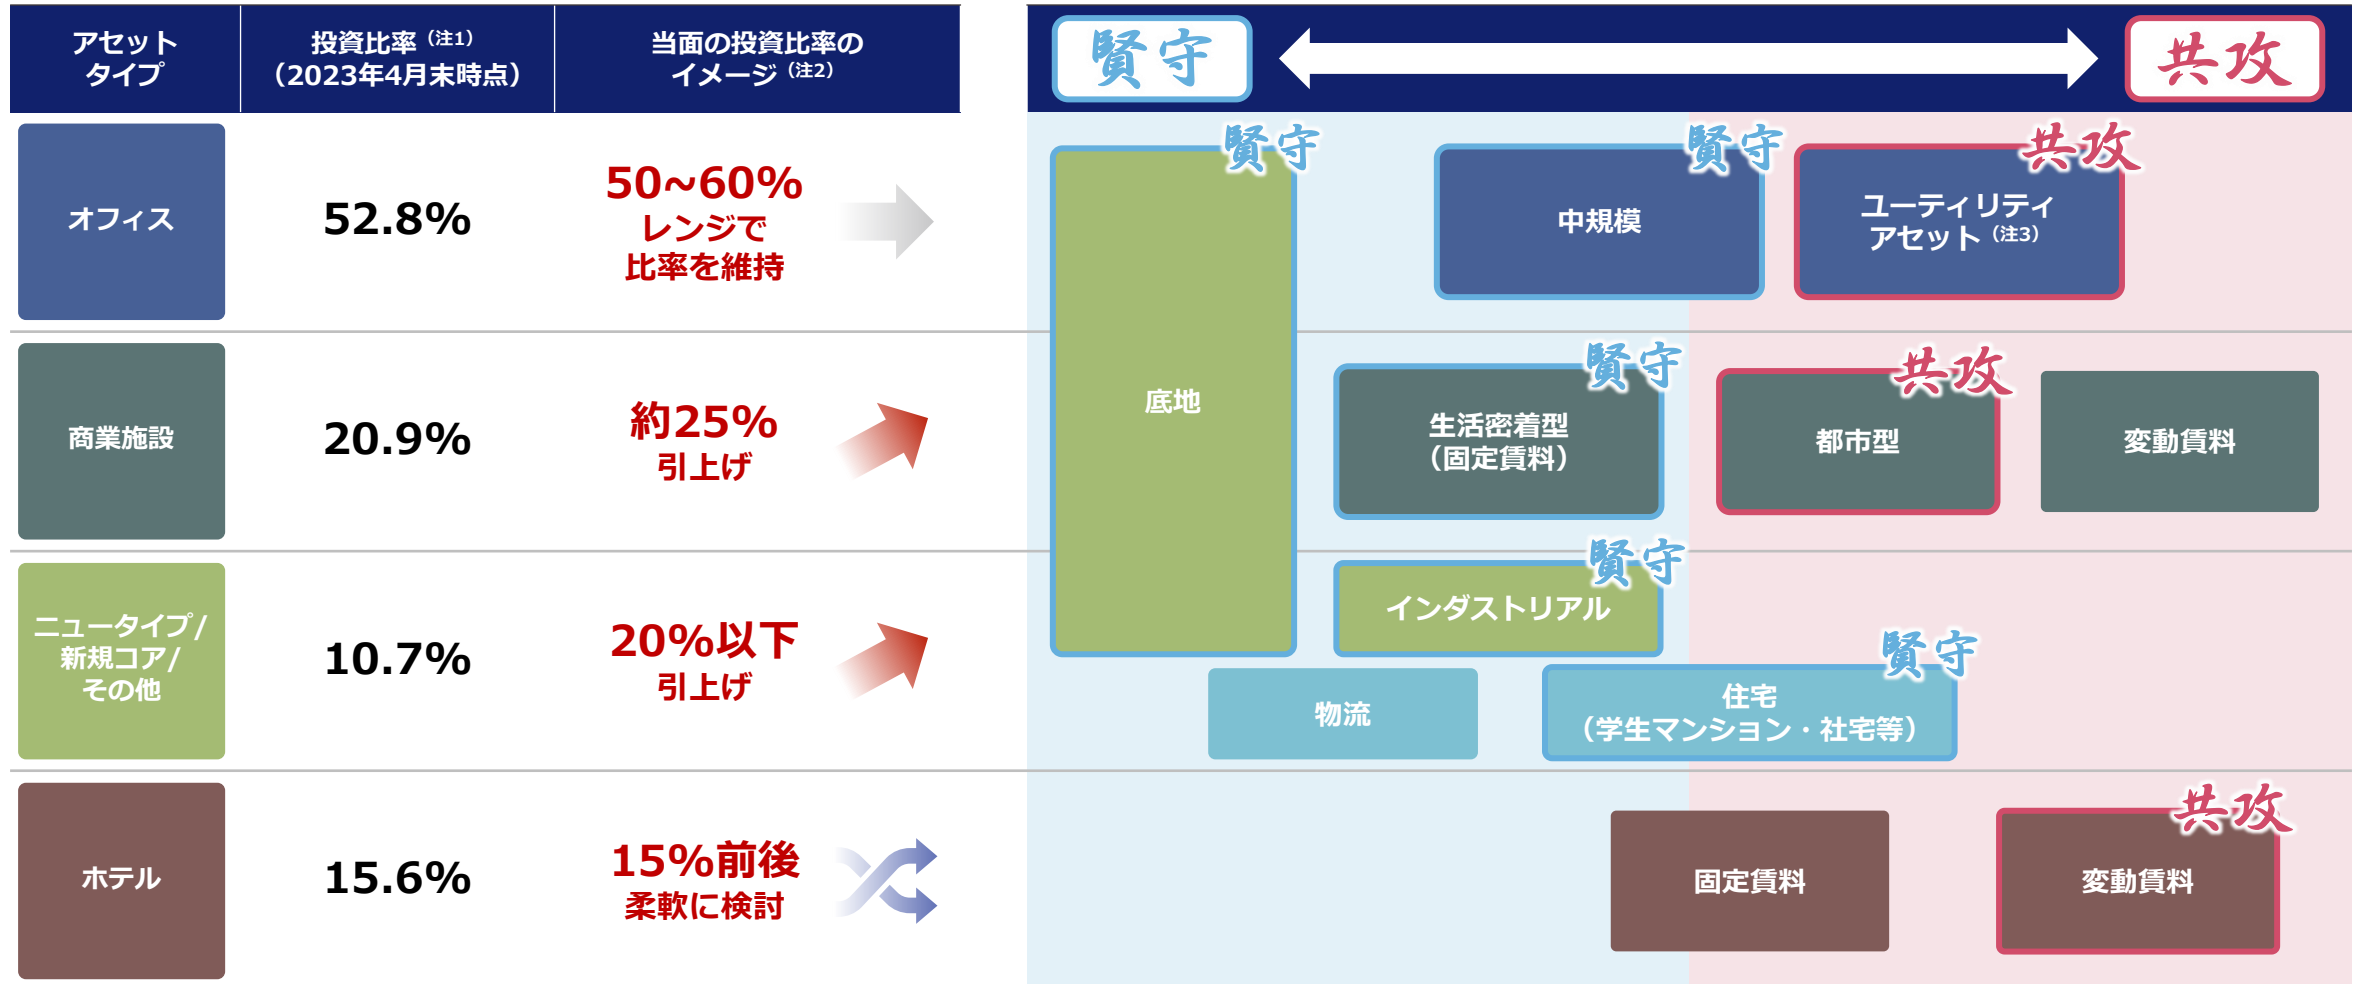 アセット
タイプ
投資比率（注1）
（2023年4月末時点）
当面の投資比率の
イメージ（注2）
賢守
共攻
オフィス
52.8%
50~60%
レンジで
比率を維持
賢守
中規模
賢守
ユーティリティ
アセット（注3）
共攻
底地
商業施設
20.9%
約25%
引上げ
生活密着型
（固定賃料）
賢守
都市型
共攻
変動賃料
ニュータイプ/
新規コア/
その他
10.7%
20%以下
引上げ
インダストリアル
賢守
物流
住宅
（学生マンション・社宅等）
賢守
ホテル
15.6%
15%前後
柔軟に検討
固定賃料
変動賃料
共攻